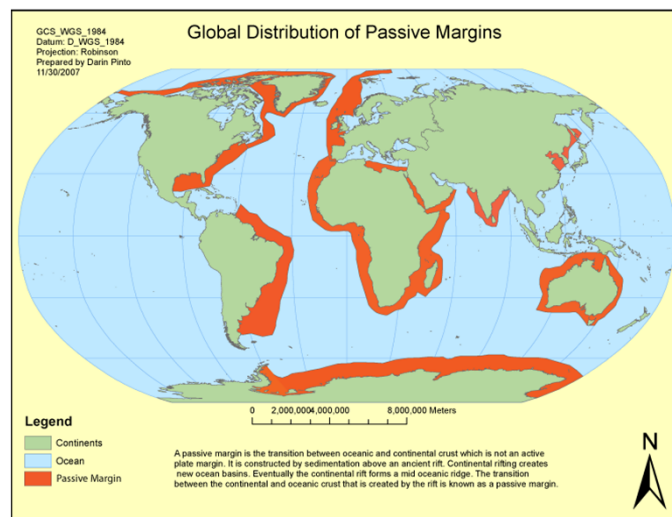 GCS_WGS_1984
Datum: D_WGS_1984
Projection: Robinson
Prepared by Darin Pinto
11/30/2007
Global Distribution of Passive Margins
Legend
Continents
Ocean
Passive Margin
0 2,000,0004,000,000 8,000,000 Meters
A passive margin is the transition between oceanic and continental crust which is not an active
plate margin. It is constructed by sedimentation above an ancient rift. Continental rifting creates
new ocean basins. Eventually the continental rift forms a mid oceanic ridge. The transition
between the continental and oceanic crust that is created by the rift is known as a passive margin.
N